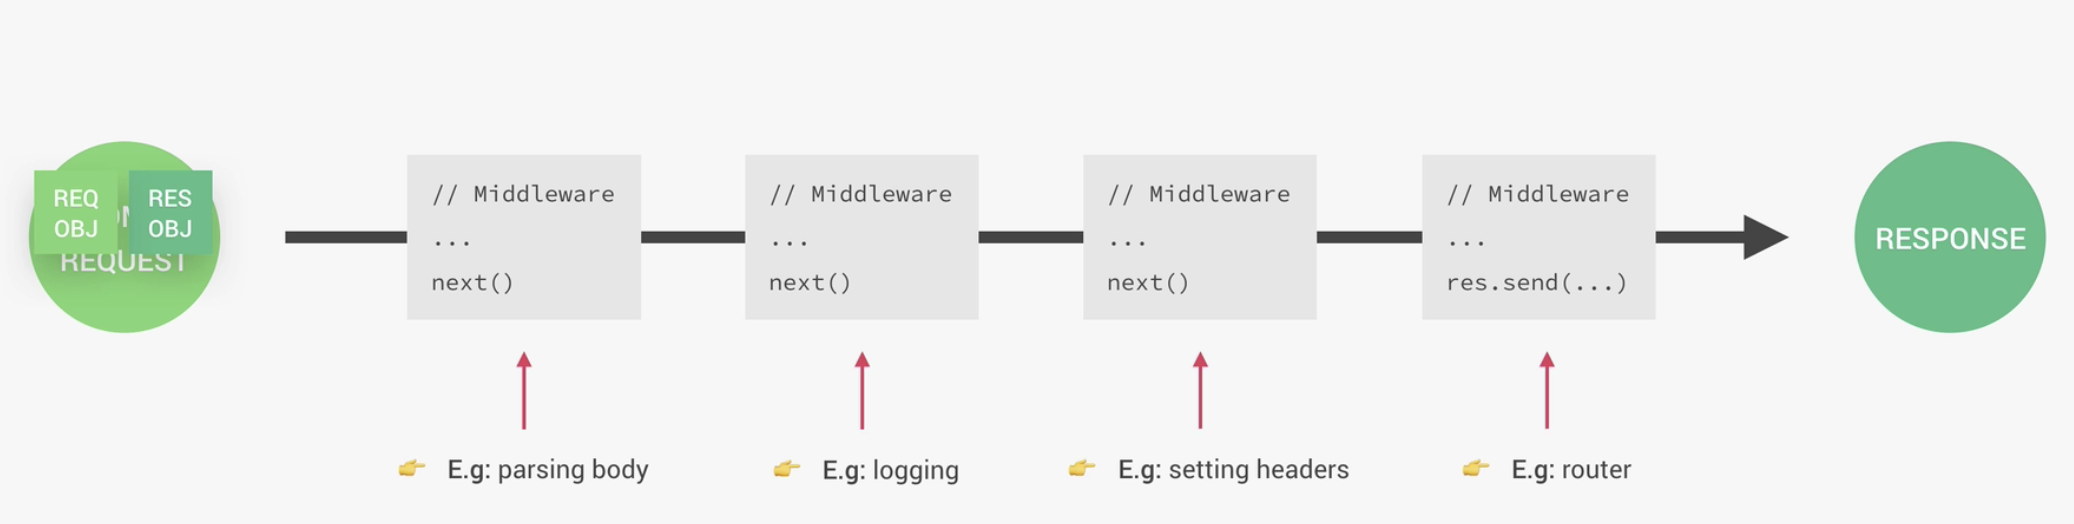 REQ
OBJ
RES
OBJ
REQUEST
// Middleware
...
next()
// Middleware
...
next()
// Middleware
...
next()
// Middleware
...
res.send(...)
RESPONSE
👉 E.g: parsing body
👉 E.g: logging
👉 E.g: setting headers
👉 E.g: router